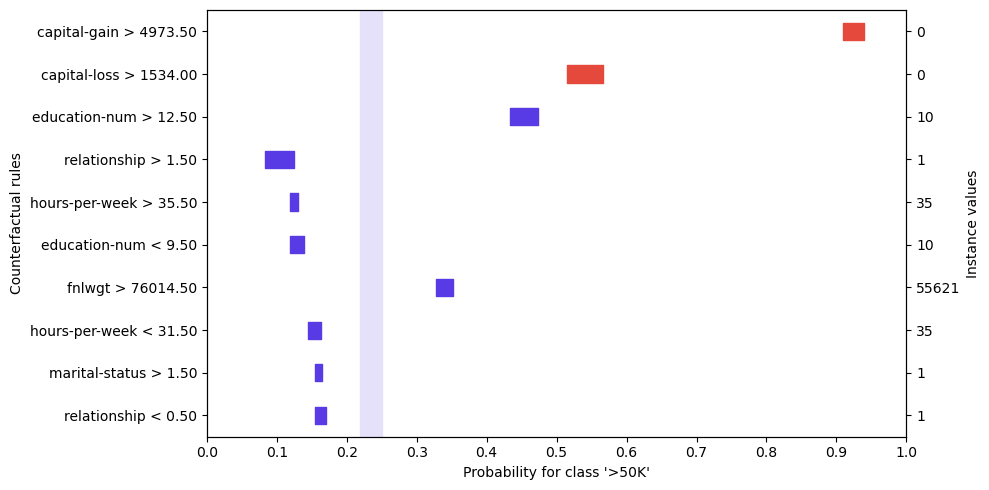 capital-gain > 4973.50 0
capital-loss > 1534.00 0
education-num > 12.50 10
relationship > 1.50 1
hours-per-week > 35.50 35
education-num < 9.50 10
fnlwgt > 76014.50 55621
hours-per-week < 31.50 35
marital-status > 1.50 1
relationship < 0.50 1
Counterfactual rules
Instance values
0.0 0.1 0.2 0.3 0.4 0.5 0.6 0.7 0.8 0.9 1.0
Probability for class '>50K'